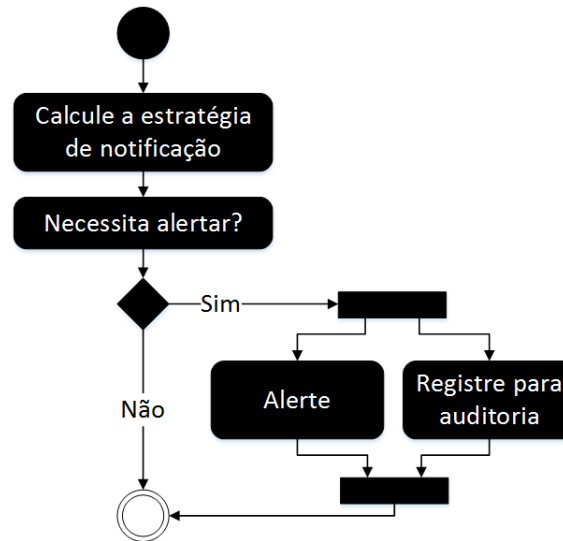 Calcule a estratégia
de notificação
Necessita alertar?
Sim
Alerte
Registre para
auditoria
Não